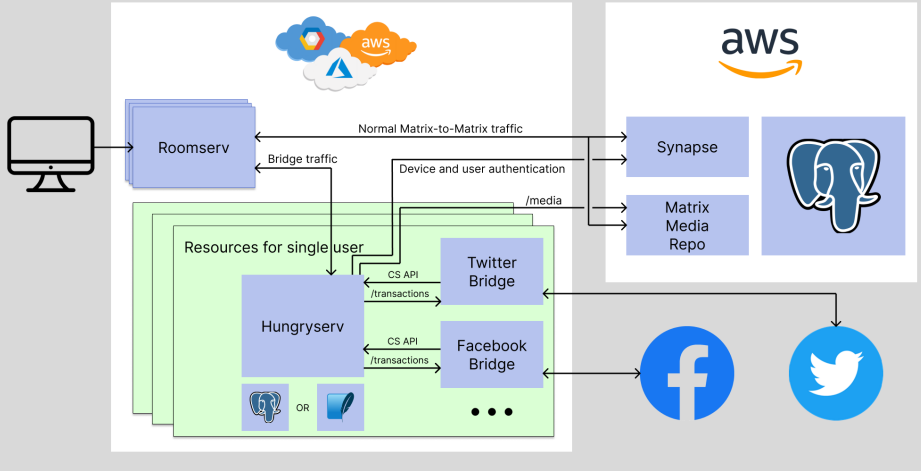 aws
aws
Roomserv
Normal Matrix-to-Matrix traffic
Bridge traffic
Device and user authentication
/media
Synapse
Matrix
Media
Repo
Resources for single user
Hungryserv
CS API
/transactions
Twitter
Bridge
CS API
/transactions
Facebook
Bridge
OR